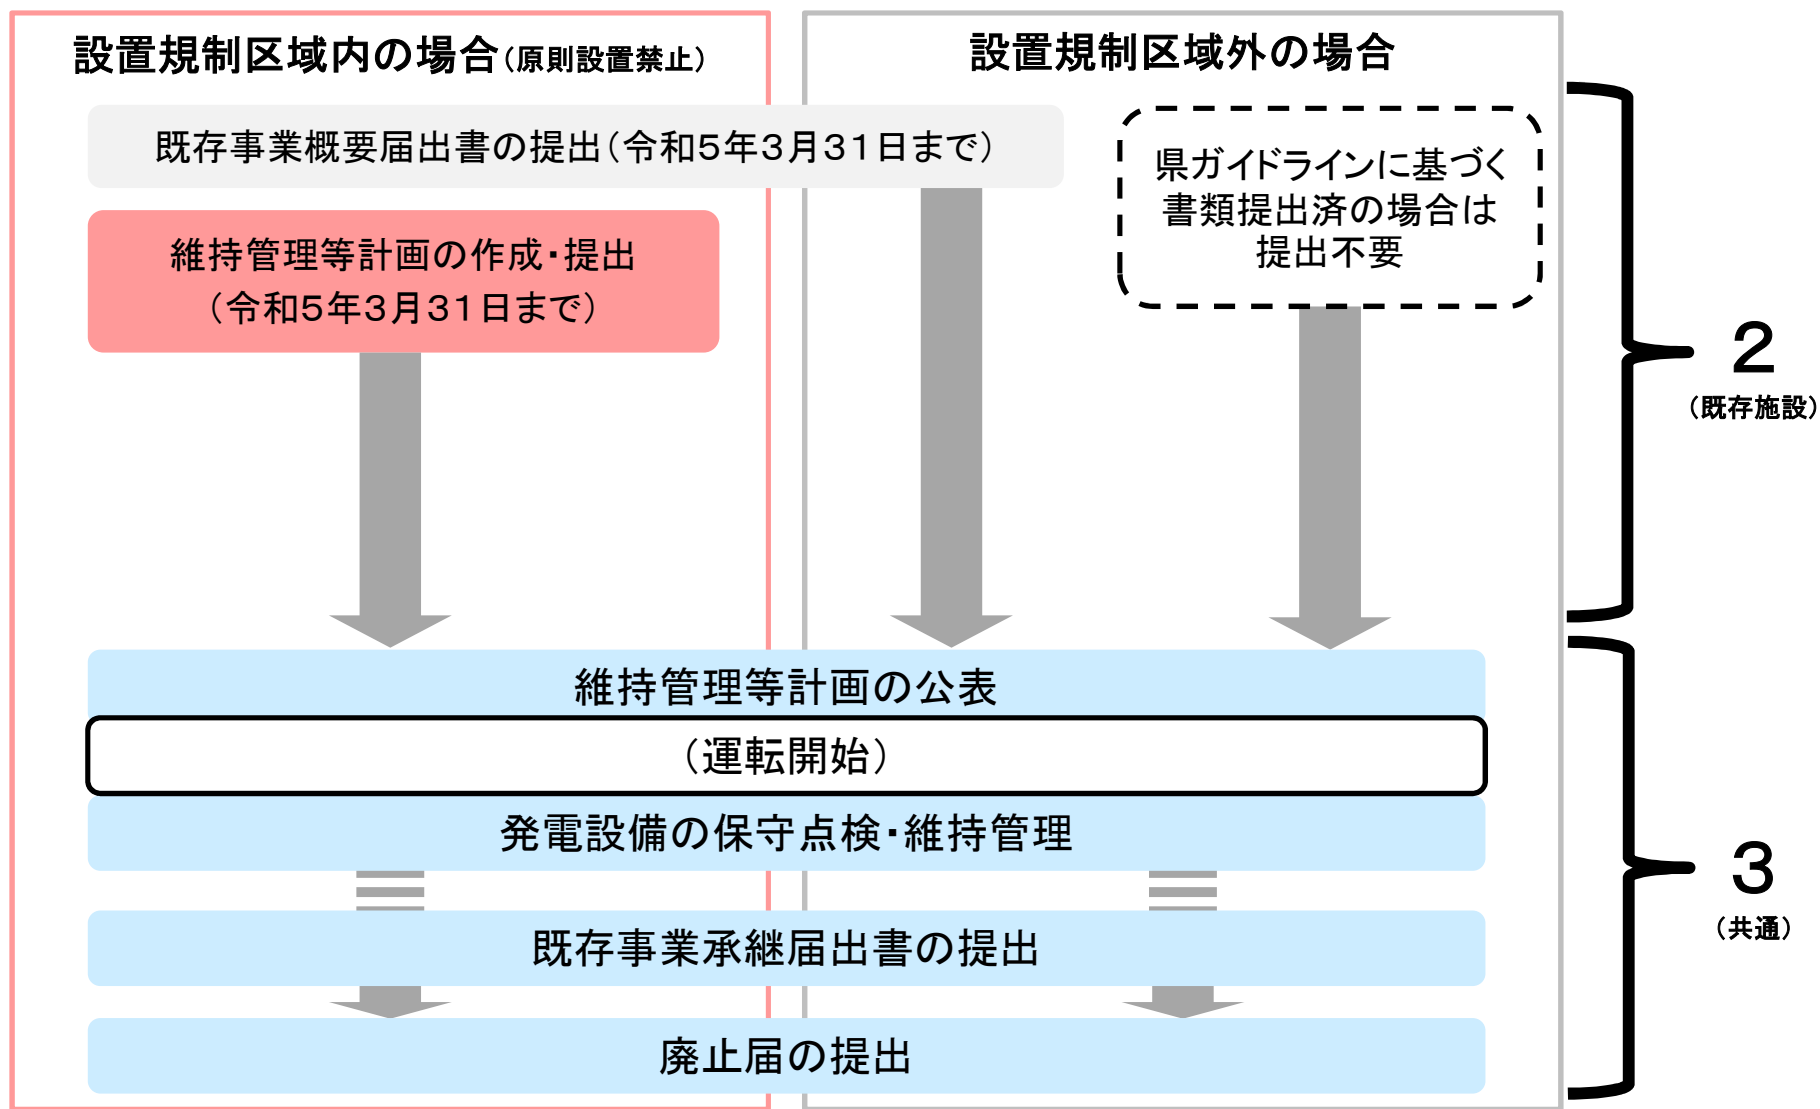 設置規制区域内の場合（原則設置禁止）
設置規制区域外の場合
既存事業概要届出書の提出（令和５年３月３１日まで）
県ガイドラインに基づく
書類提出済の場合は
提出不要
維持管理等計画の作成・提出
（令和５年３月３１日まで）
２
（既存施設）
維持管理等計画の公表
（運転開始）
発電設備の保守点検・維持管理
既存事業承継届出書の提出
廃止届の提出
３
（共通）